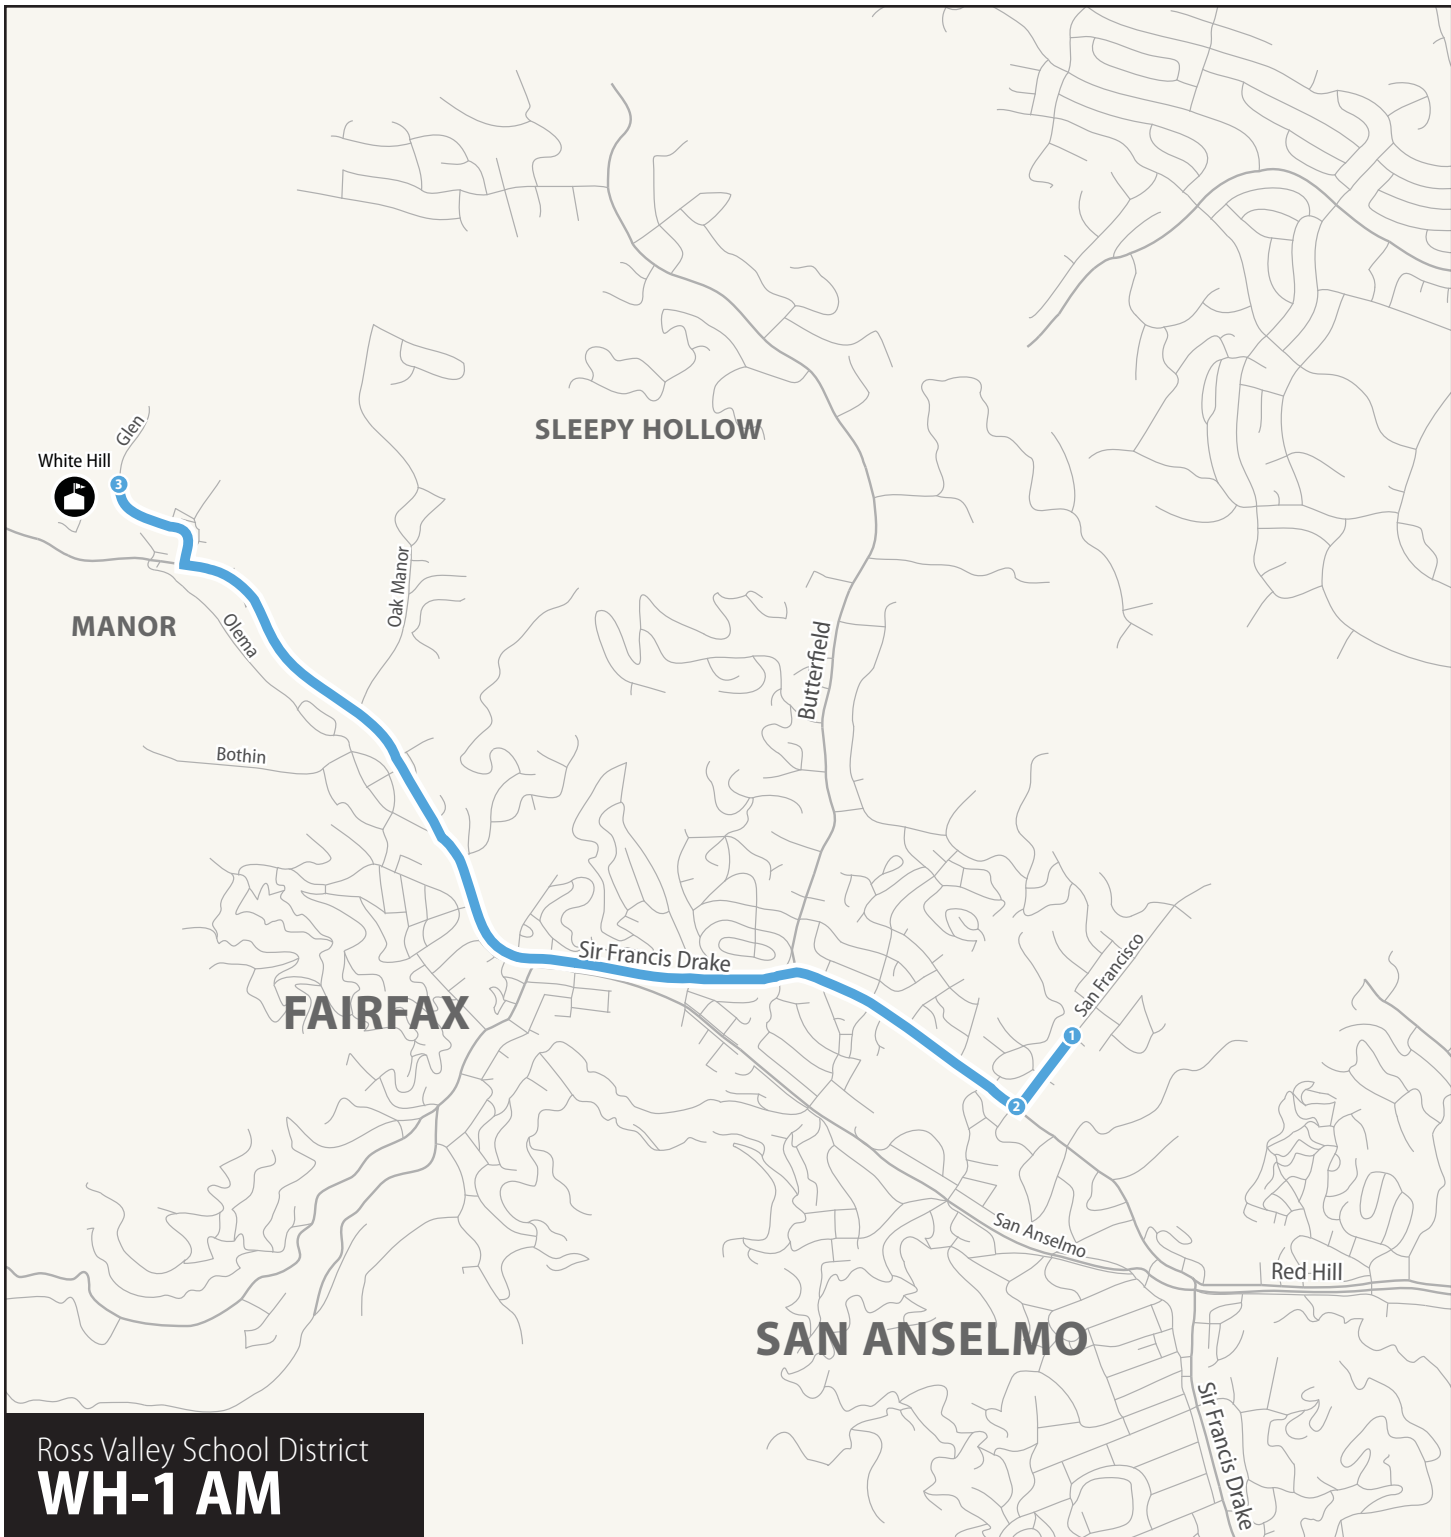 SLEEPY HOLLOW
Glen
White Hill
3
Oak Manor
MANOR
Olema
Butterfield
Bothin
Sir Francis Drake
San Francisco
FAIRFAX
1
2
San Anselmo
Red Hill
SAN ANSELMO
Sir Francis Drake
Ross Valley School District
WH-1 AM